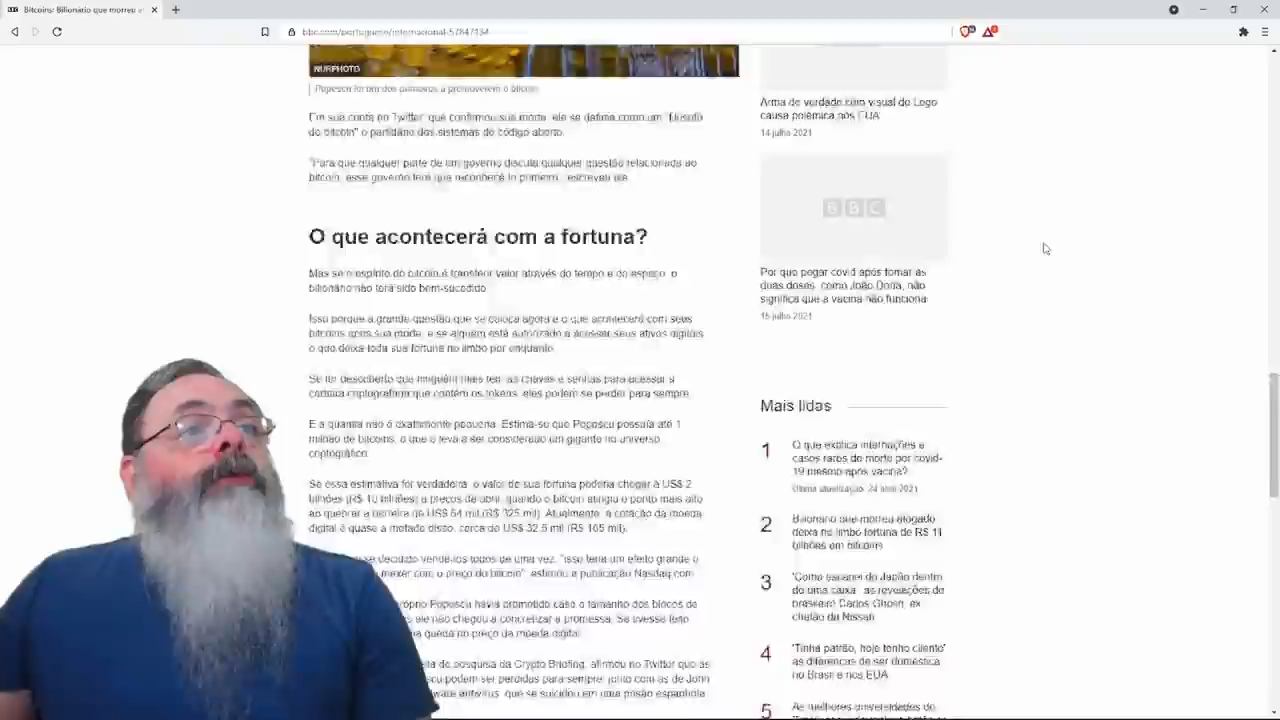 Bitcoins: Bilionário que morreu a
bbc.com/portuguese/internacional-57847134
NURPHOTO
Popescu foi um dos primeiros a promoverem o bitcoin
Em sua conta no Twitter que confirmou sua morte, ele se definia como um "filósofo
do bitcoin" e partidário dos sistemas de código aberto.
"Para que qualquer parte de um governo discuta qualquer questão relacionada ao
bitcoin, esse governo tem que reconhecê-lo primeiro", escreveu ele.
O que acontecerá com a fortuna?
Mas se o espírito do bitcoin é transferir valor através do tempo e do espaço, o
bilionário não terá sido bem-sucedido.
Isso porque a grande questão que se coloca agora é o que acontecerá com seus
bitcoins após sua morte, e se alguém está autorizado a acessar seus ativos digitais
o que deixa toda sua fortuna no limbo por enquanto.
Se for descoberto que ninguém mais tem as chaves e senhas para acessar a
carteira criptográfica que contém os tokens, eles podem se perder para sempre.
E a quantia não é exatamente pequena. Estima-se que Popescu possuía até 1
milhão de bitcoins, o que o leva a ser considerado um gigante no universo
criptográfico.
Se essa estimativa for verdadeira, o valor de sua fortuna poderia chegar a US$ 2
bilhões (R$ 10 bilhões) a preços de abril, quando o bitcoin atingiu o ponto mais alto
ao quebrar a barreira de US$ 64 mil (R$ 325 mil). Atualmente, a cotação da moeda
digital é quase a metade disso, cerca de US$ 32,5 mil (R$ 165 mil).
se decidido vendê-los todos de uma vez, "isso teria um efeito grande o
mexer com o preço do bitcoin", estimou a publicação Nasdaq.com
próprio Popescu havia prometido caso o tamanho dos blocos de
ele não chegou a concretizar a promessa. Se tivesse feito
queda no preço da moeda digital.
de pesquisa da Crypto Briefing, afirmou no Twitter que as
podem ser perdidas para sempre, junto com as de John
antivírus, que se suicidou em uma prisão espanhola
Arma de verdade com visual do Lego
causa polêmica nos EUA
14 julho 2021
BBC
Por que pegar covid após tomar as
duas doses, como João Doria, não
significa que a vacina não funciona
15 julho 2021
Mais lidas
1
O que explica internações e
casos raros de morte por covid-
19 mesmo após vacina?
Última atualização: 24 abril 2021
2
Bilionário que morreu afogado
deixa no limbo fortuna de R$ 11
bilhões em bitcoins
3
'Como escapei do Japão dentro
de uma caixa': as revelações do
brasileiro Carlos Ghosn, ex-
chefão da Nissan
4
'Tinha patrão, hoje tenho cliente':
as diferenças de ser doméstica
no Brasil e nos EUA
5
As melhores universidades do